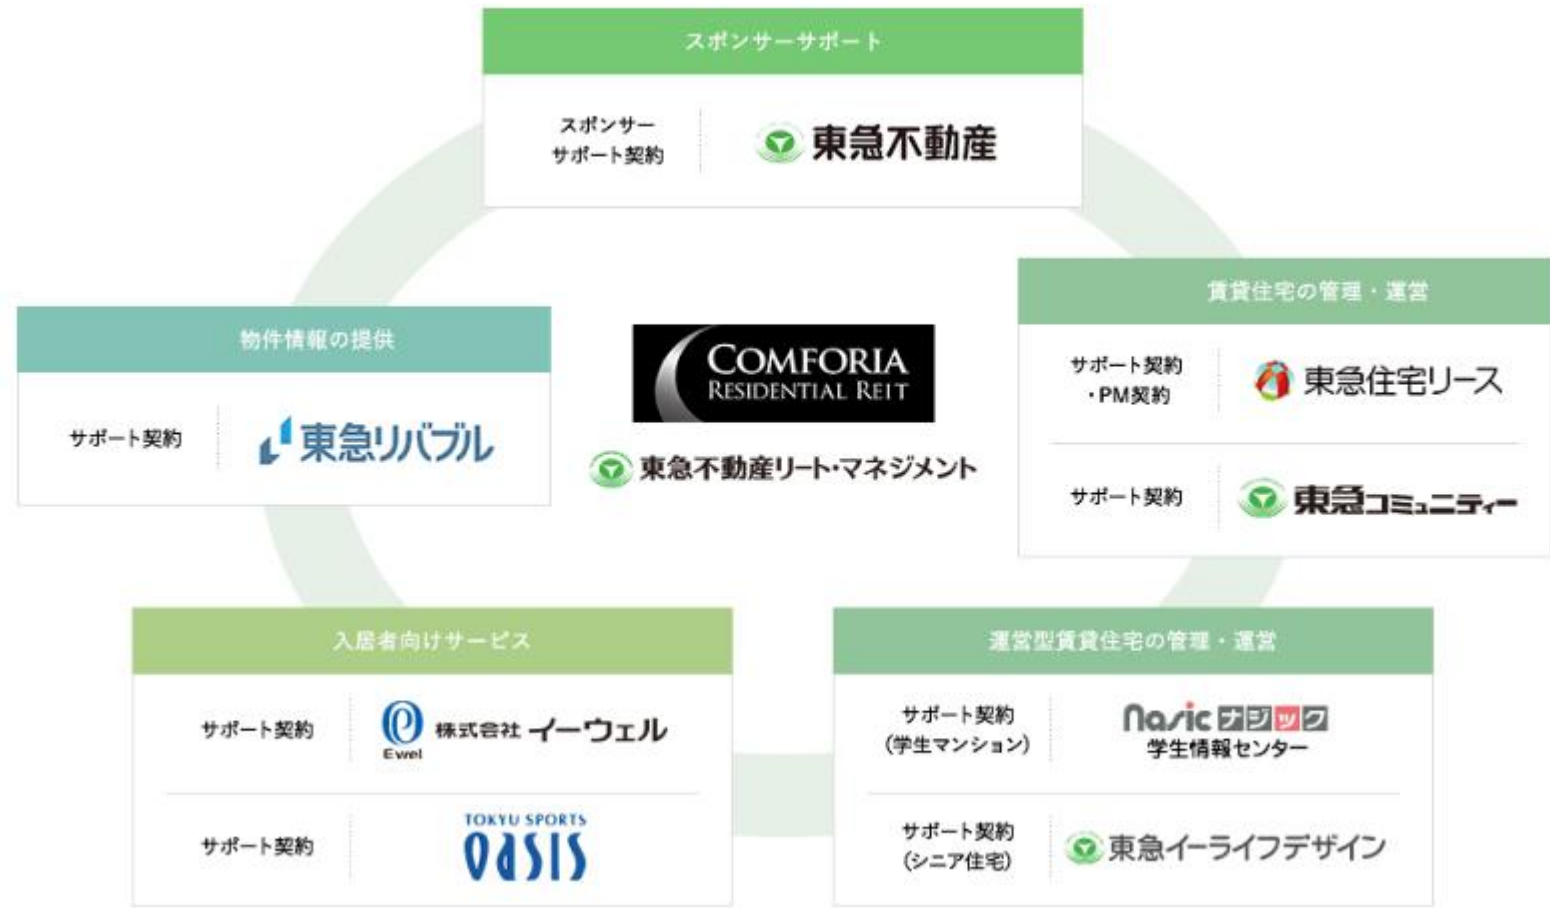 スポンサーサポート
スポンサー
サポート契約
東急不動産
物件情報の提供
サポート契約
東急リバブル
COMFORIA
RESIDENTIAL REIT
東急不動産リート・マネジメント
賃貸住宅の管理・運営
サポート契約
・PM契約
東急住宅リース
サポート契約
東急コミュニティー
入居者向けサービス
サポート契約
Ewel
株式会社 イーウェル
サポート契約
TOKYU SPORTS
OASIS
運営型賃貸住宅の管理・運営
サポート契約
(学生マンション)
Nasic ナジック
学生情報センター
サポート契約
(シニア住宅)
東急イーライフデザイン